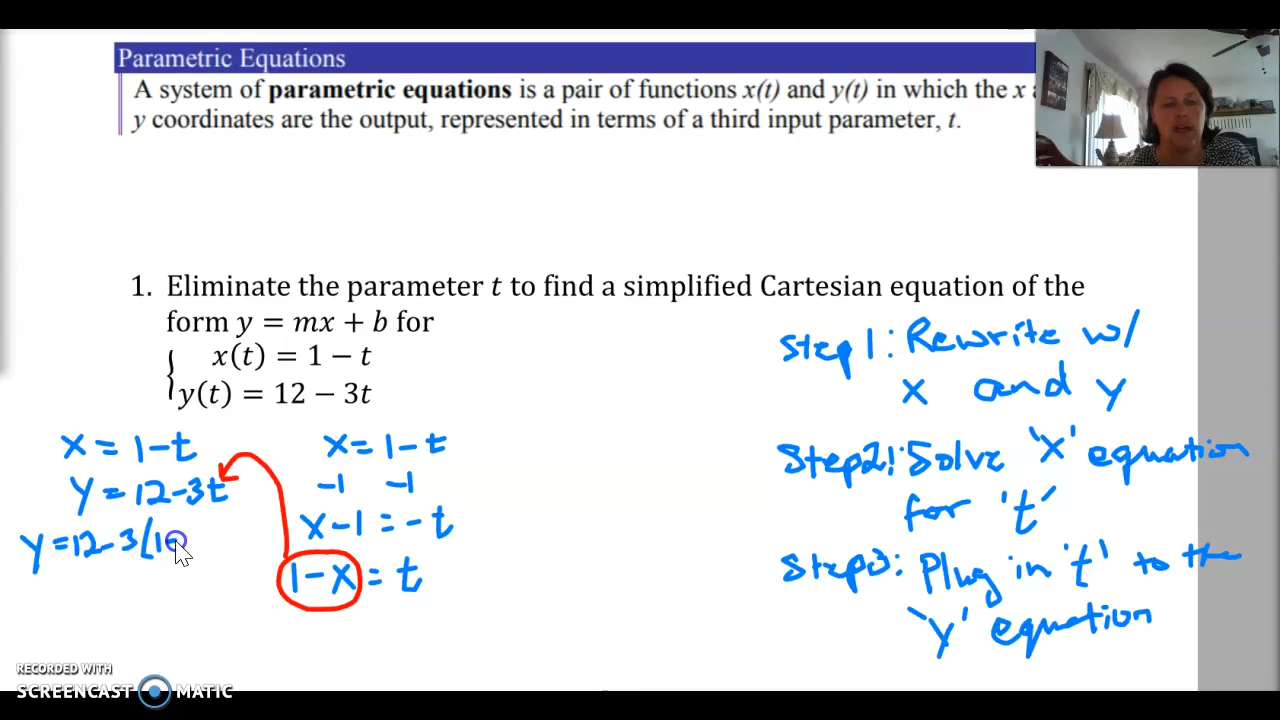 Parametric Equations
A system of parametric equations is a pair of functions x(t) and y(t) in which the x
y coordinates are the output, represented in terms of a third input parameter, t.
1. Eliminate the parameter t to find a simplified Cartesian equation of the
form y = mx + b for
x(t) = 1 − t
y(t) = 12 − 3t
x = 1 - t
y = 12 - 3t
y = 12 - 3(1-
x = 1 - t
-1 -1
x - 1 = - t
1 - x = t
Step 1: Rewrite w/
x and y
Step 2: Solve 'x' equation
for 't'
Step 3: Plug in 't' to the
'y' equation
RECORDED WITH
SCREENCAST MATIC